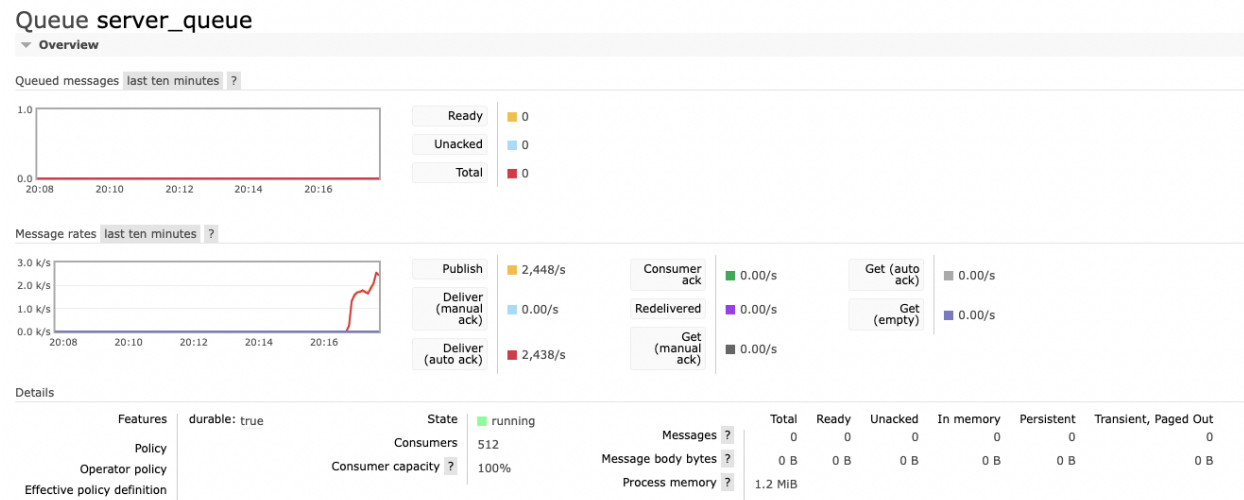 Queue server_queue
Overview
Queued messages last ten minutes ?
1.0
0.0
20:08 20:10 20:12 20:14 20:16
Ready 0
Unacked 0
Total 0
Message rates last ten minutes ?
3.0 k/s
2.0 k/s
1.0 k/s
0.0 k/s
20:08 20:10 20:12 20:14 20:16
Publish 2,448/s
Deliver
(manual
ack) 0.00/s
Deliver
(auto ack) 2,438/s
Consumer
ack 0.00/s
Redelivered 0.00/s
Get
(manual
ack) 0.00/s
Get (auto
ack) 0.00/s
Get
(empty) 0.00/s
Details
Features durable: true
Policy
Operator policy
Effective policy definition
State running
Consumers 512
Consumer capacity ? 100%
Total Ready Unacked In memory Persistent Transient, Paged Out
Messages ? 0 0 0 0 0 0
Message body bytes ? 0 B 0 B 0 B 0 B 0 B 0 B
Process memory ? 1.2 MiB